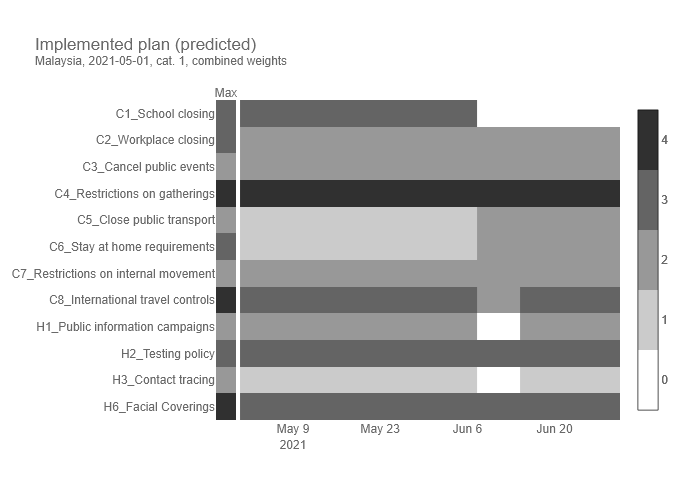 Implemented plan (predicted)
Malaysia, 2021-05-01, cat. 1, combined weights
Max
C1_School closing
C2_Workplace closing
C3_Cancel public events
C4_Restrictions on gatherings
C5_Close public transport
C6_Stay at home requirements
C7_Restrictions on internal movement
C8_International travel controls
H1_Public information campaigns
H2_Testing policy
H3_Contact tracing
H6_Facial Coverings
May 9
2021
May 23
Jun 6
Jun 20
4
3
2
1
0